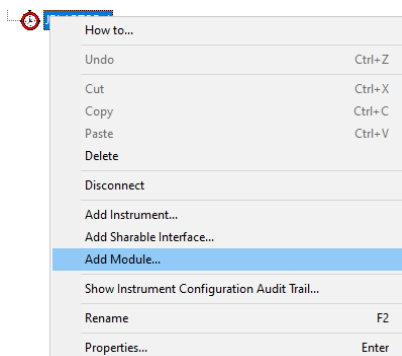 How to...
Undo Ctrl+Z
Cut Ctrl+X
Copy Ctrl+C
Paste Ctrl+V
Delete
Disconnect
Add Instrument...
Add Sharable Interface...
Add Module...
Show Instrument Configuration Audit Trail...
Rename F2
Properties... Enter